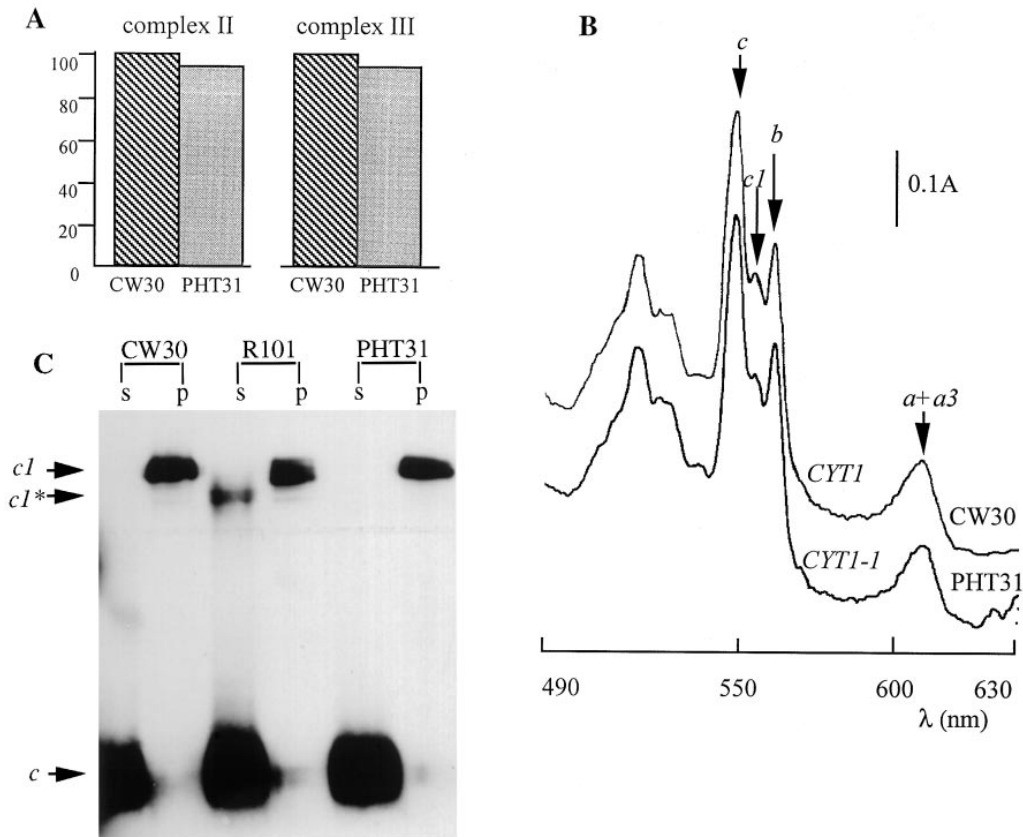 A
complex II
complex III
100
80
60
40
20
0
CW30 PHT31
CW30 PHT31
B
c
c1
b
0.1A
a+a3
CYT1
CW30
CYT1-1
PHT31
490 550 600 630
λ (nm)
C
CW30 R101 PHT31
s p s p s p
c1
c1*
c